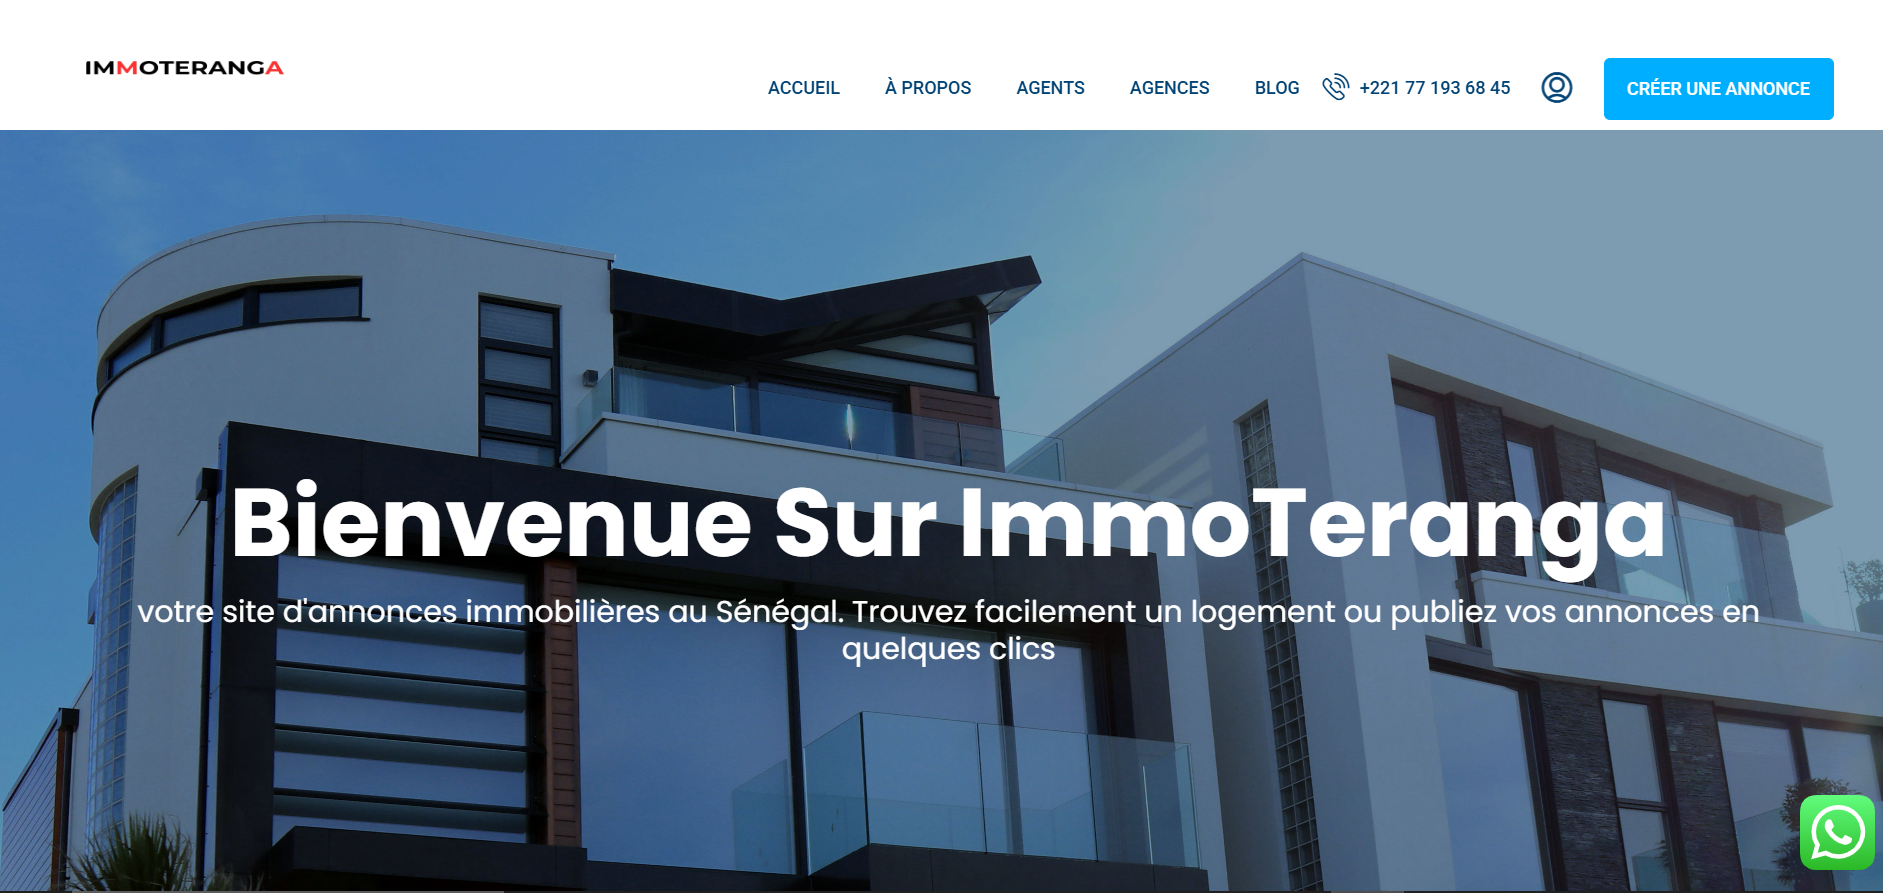 IMMOTERANGA
ACCUEIL À PROPOS AGENTS AGENCES BLOG +221 77 193 68 45 CRÉER UNE ANNONCE
Bienvenue Sur ImmoTeranga
votre site d'annonces immobilières au Sénégal. Trouvez facilement un logement ou publiez vos annonces en
quelques clics